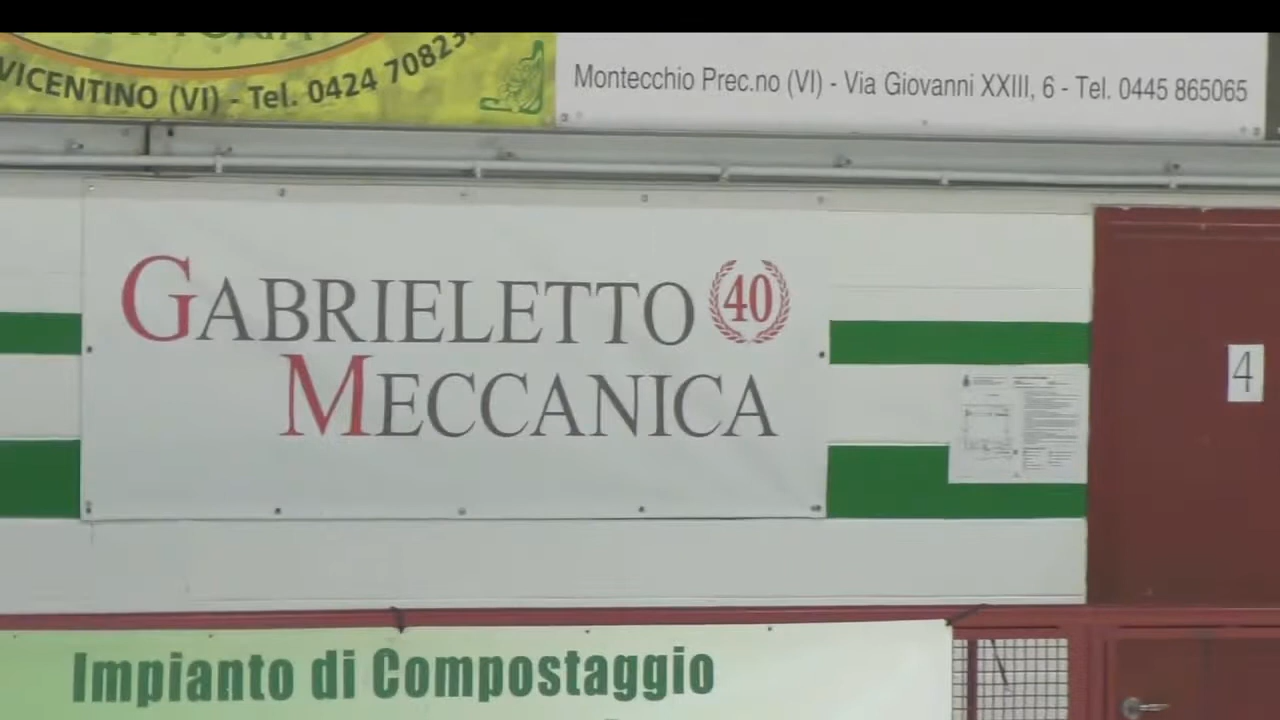 VICENTINO (VI) - Tel. 0424 70823
Montecchio Prec.no (VI) - Via Giovanni XXIII, 6 - Tel. 0445 865065
GABRIELETTO 40
MECCANICA
4
Impianto di Compostaggio